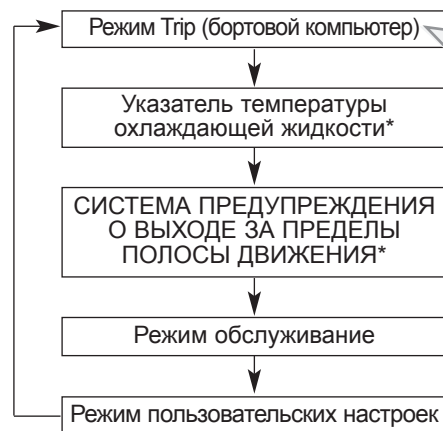 Режим Trip (бортовой компьютер)
Указатель температуры
охлаждающей жидкости*
СИСТЕМА ПРЕДУПРЕЖДЕНИЯ
О ВЫХОДЕ ЗА ПРЕДЕЛЫ
ПОЛОСЫ ДВИЖЕНИЯ*
Режим обслуживание
Режим пользовательских настроек